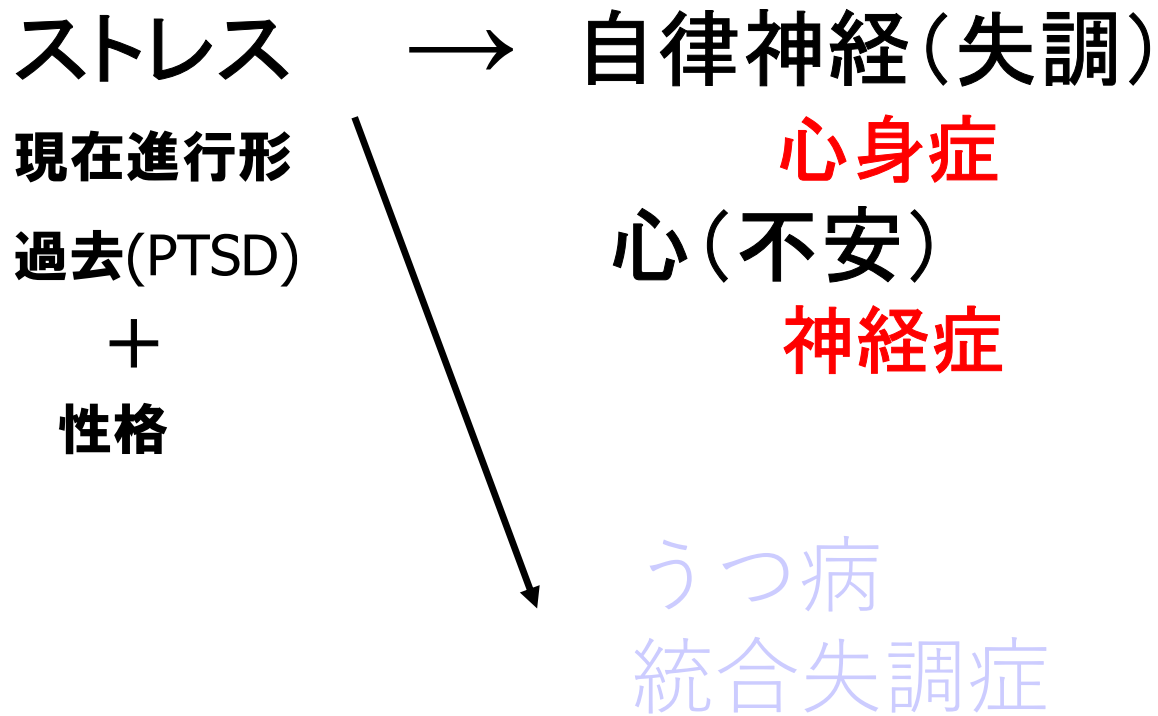 ストレス → 自律神経(失調)
現在進行形
心身症
過去(PTSD)
心(不安)
+
神経症
性格
うつ病
統合失調症